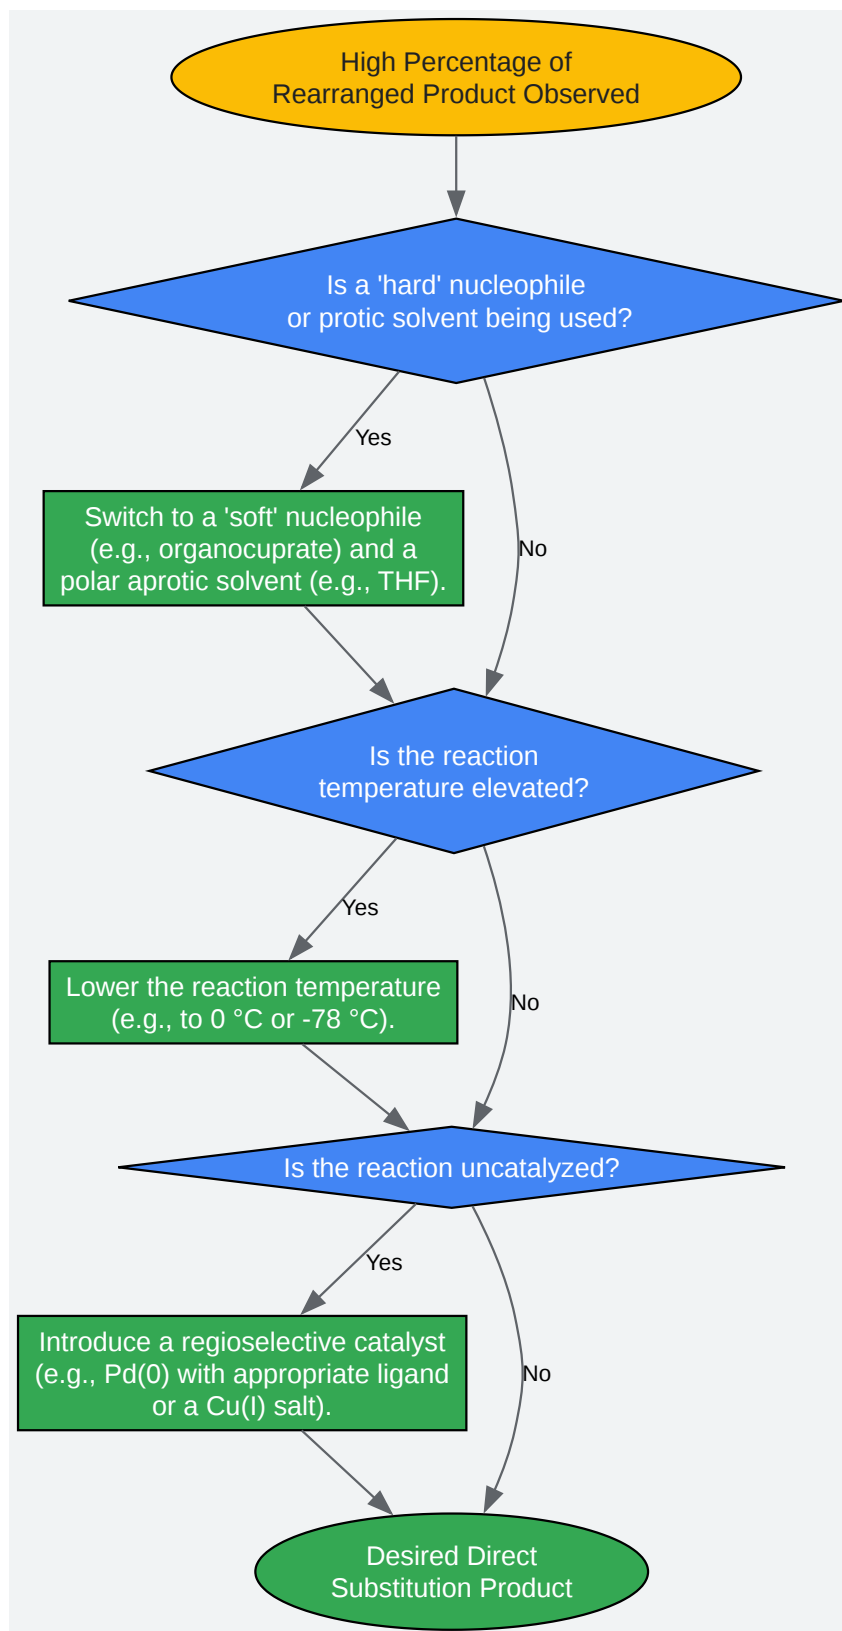 High Percentage of
Rearranged Product Observed
Is a 'hard' nucleophile
or protic solvent being used?
Yes
Switch to a 'soft' nucleophile
(e.g., organocuprate) and a
polar aprotic solvent (e.g., THF).
No
Is the reaction
temperature elevated?
Yes
Lower the reaction temperature
(e.g., to 0 °C or -78 °C).
No
Is the reaction uncatalyzed?
Yes
Introduce a regioselective catalyst
(e.g., Pd(0) with appropriate ligand
or a Cu(I) salt).
No
Desired Direct
Substitution Product